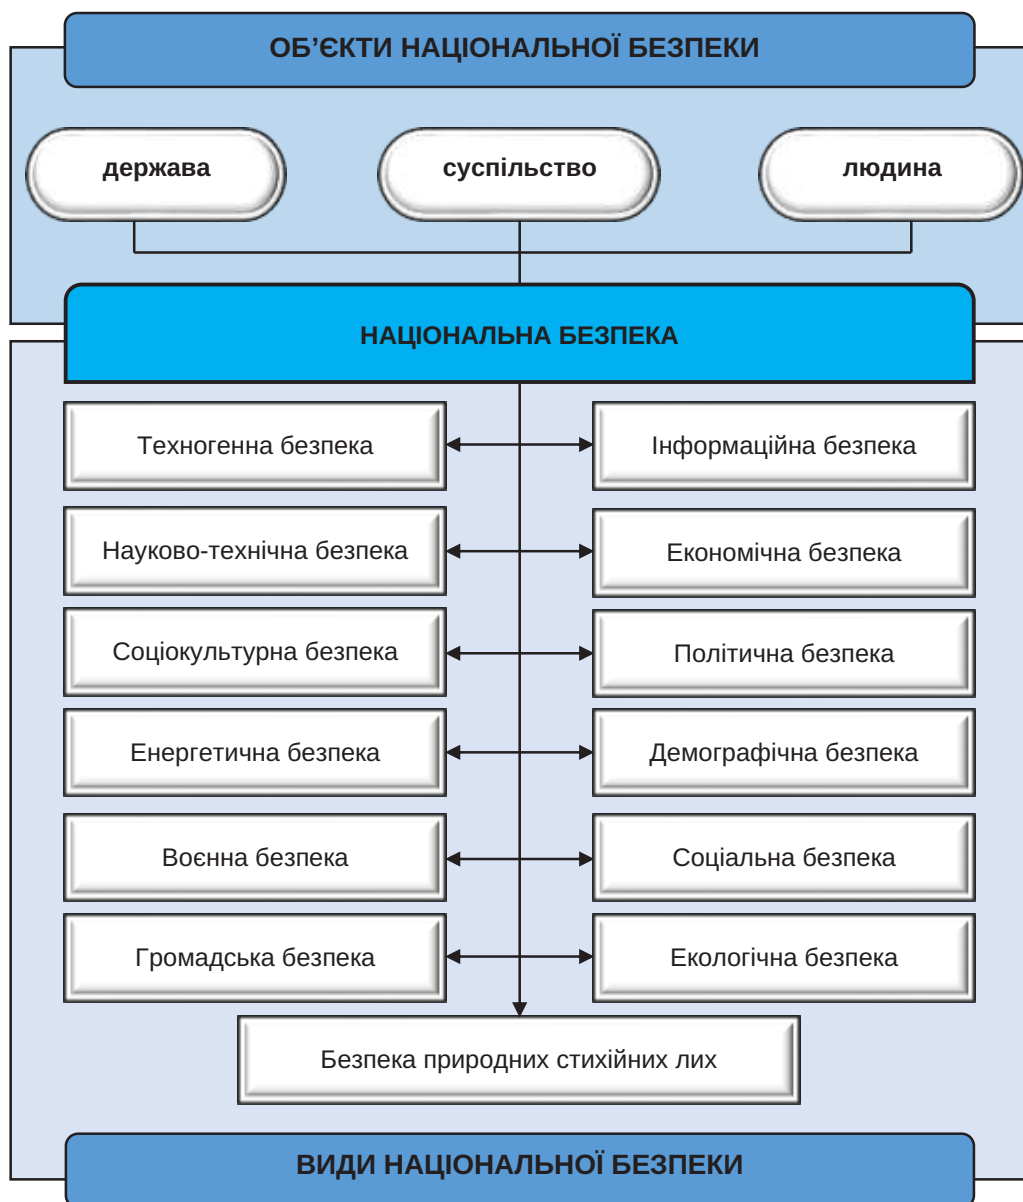 ОБ’ЄКТИ НАЦІОНАЛЬНОЇ БЕЗПЕКИ
держава
суспільство
людина
НАЦІОНАЛЬНА БЕЗПЕКА
Техногенна безпека
Інформаційна безпека
Науково-технічна безпека
Економічна безпека
Соціокультурна безпека
Політична безпека
Енергетична безпека
Демографічна безпека
Воєнна безпека
Соціальна безпека
Громадська безпека
Екологічна безпека
Безпека природних стихійних лих
ВИДИ НАЦІОНАЛЬНОЇ БЕЗПЕКИ